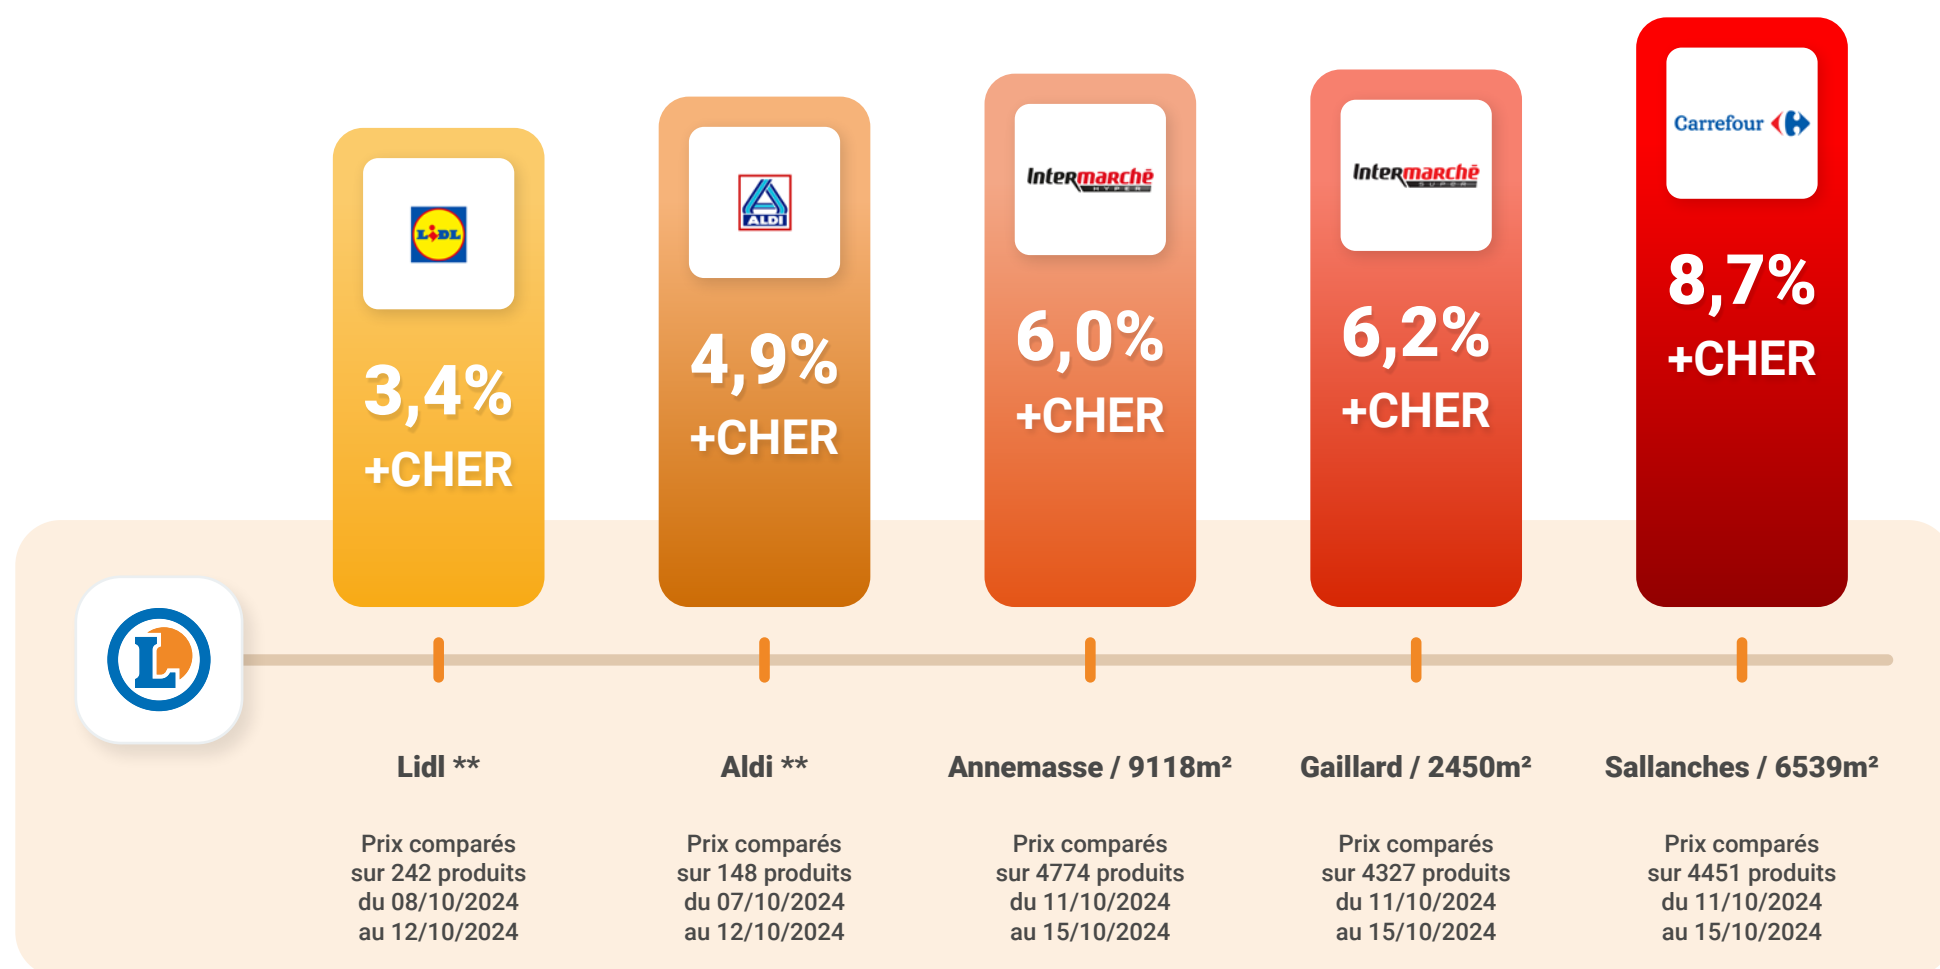 LIDL
3,4%
+CHER
ALDI
4,9%
+CHER
Intermarchē
HYPER
6,0%
+CHER
Intermarchē
SUPER
6,2%
+CHER
Carrefour
8,7%
+CHER
L
Lidl **
Prix comparés
sur 242 produits
du 08/10/2024
au 12/10/2024
Aldi **
Prix comparés
sur 148 produits
du 07/10/2024
au 12/10/2024
Annemasse / 9118m²
Prix comparés
sur 4774 produits
du 11/10/2024
au 15/10/2024
Gaillard / 2450m²
Prix comparés
sur 4327 produits
du 11/10/2024
au 15/10/2024
Sallanches / 6539m²
Prix comparés
sur 4451 produits
du 11/10/2024
au 15/10/2024